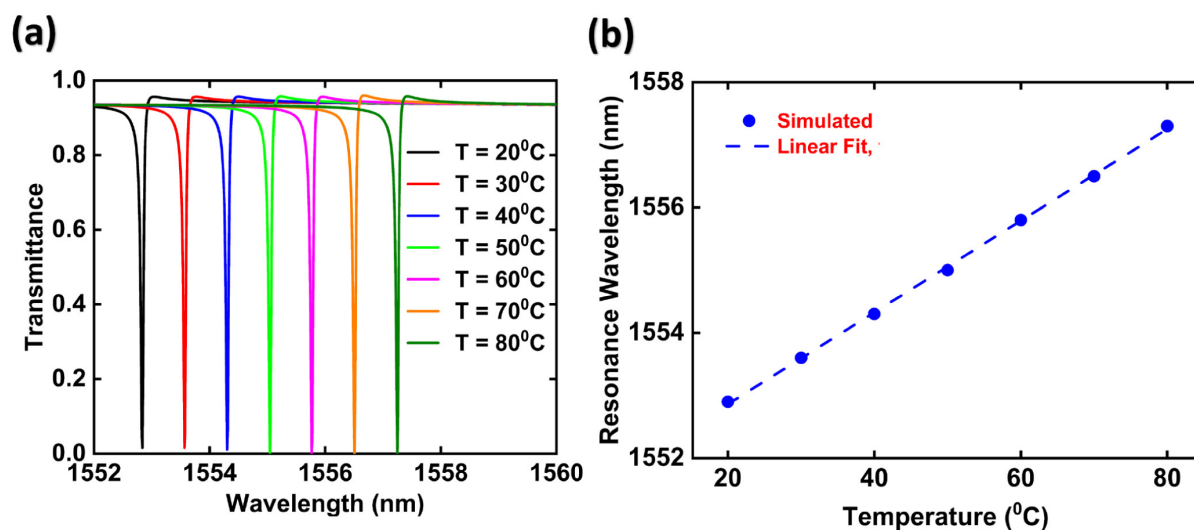 (a)
Transmittance
1.0
0.8
0.6
0.4
0.2
0.0
T = 20⁰C
T = 30⁰C
T = 40⁰C
T = 50⁰C
T = 60⁰C
T = 70⁰C
T = 80⁰C
1552 1554 1556 1558 1560
Wavelength (nm)
(b)
Resonance Wavelength (nm)
1558
1556
1554
1552
Simulated
Linear Fit,
20 40 60 80
Temperature (⁰C)